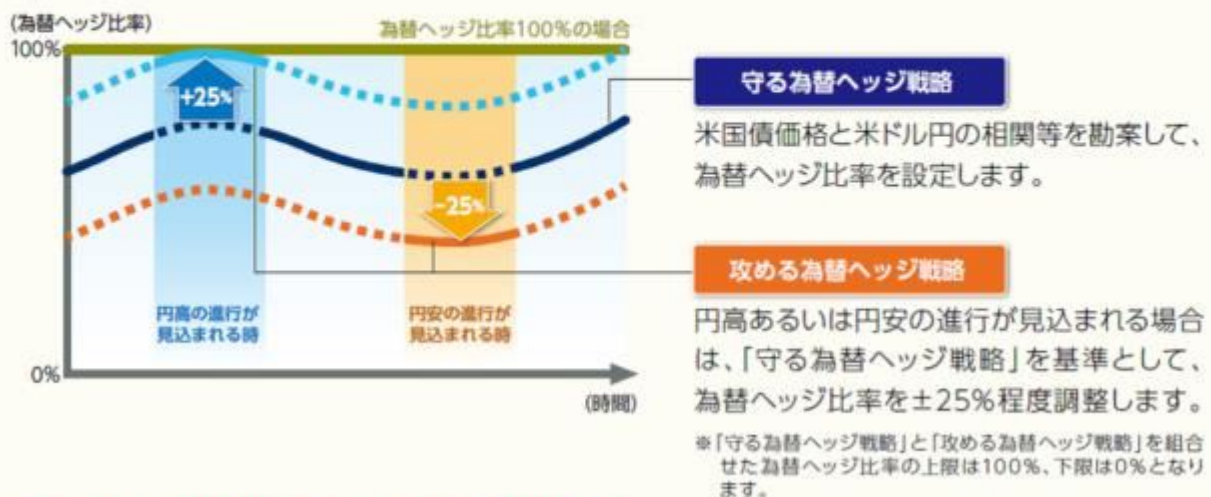 (為替ヘッジ比率)
為替ヘッジ比率100%の場合
100%
+25%
-25%
円高の進行が
見込まれる時
円安の進行が
見込まれる時
0%
(時間)
守る為替ヘッジ戦略
米国債価格と米ドル円の相関等を勘案して、
為替ヘッジ比率を設定します。
攻める為替ヘッジ戦略
円高あるいは円安の進行が見込まれる場合
は、「守る為替ヘッジ戦略」を基準として、
為替ヘッジ比率を±25%程度調整します。
※「守る為替ヘッジ戦略」と「攻める為替ヘッジ戦略」を組合
せた為替ヘッジ比率の上限は100%、下限は0%となり
ます。